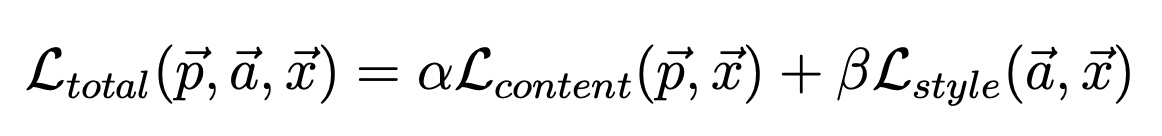 ℒ_total(p⃗, a⃗, x⃗) = αℒ_content(p⃗, x⃗) + βℒ_style(a⃗, x⃗)